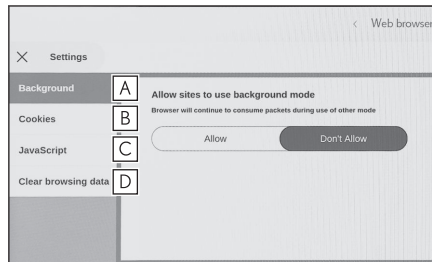 < Web browser
Settings
Background A
Cookies B
JavaScript C
Clear browsing data D
Allow sites to use background mode
Browser will continue to consume packets during use of other mode
Allow Don't Allow